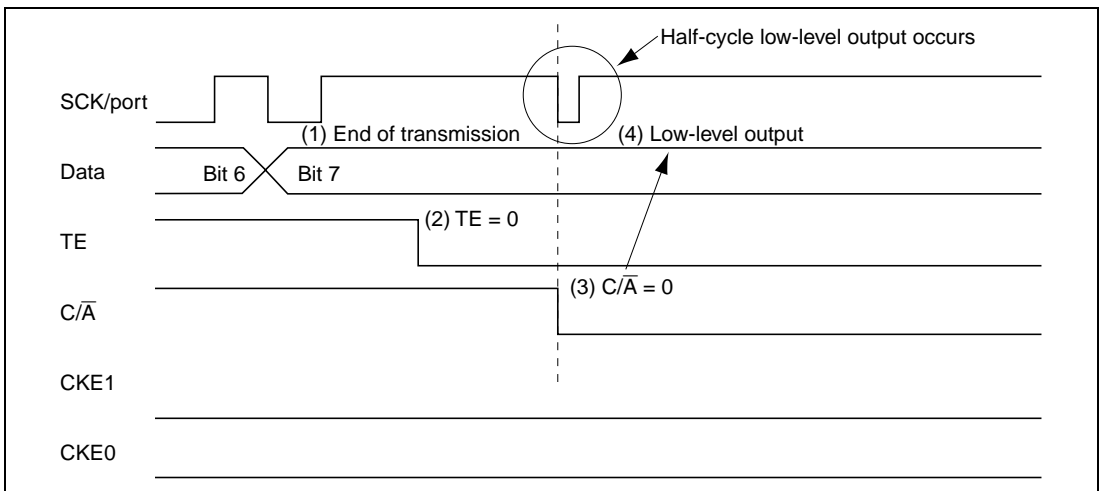 Half-cycle low-level output occurs
SCK/port
(1) End of transmission
(4) Low-level output
Data
Bit 6
Bit 7
(2) TE = 0
TE
(3) C/A̅ = 0
C/A̅
CKE1
CKE0